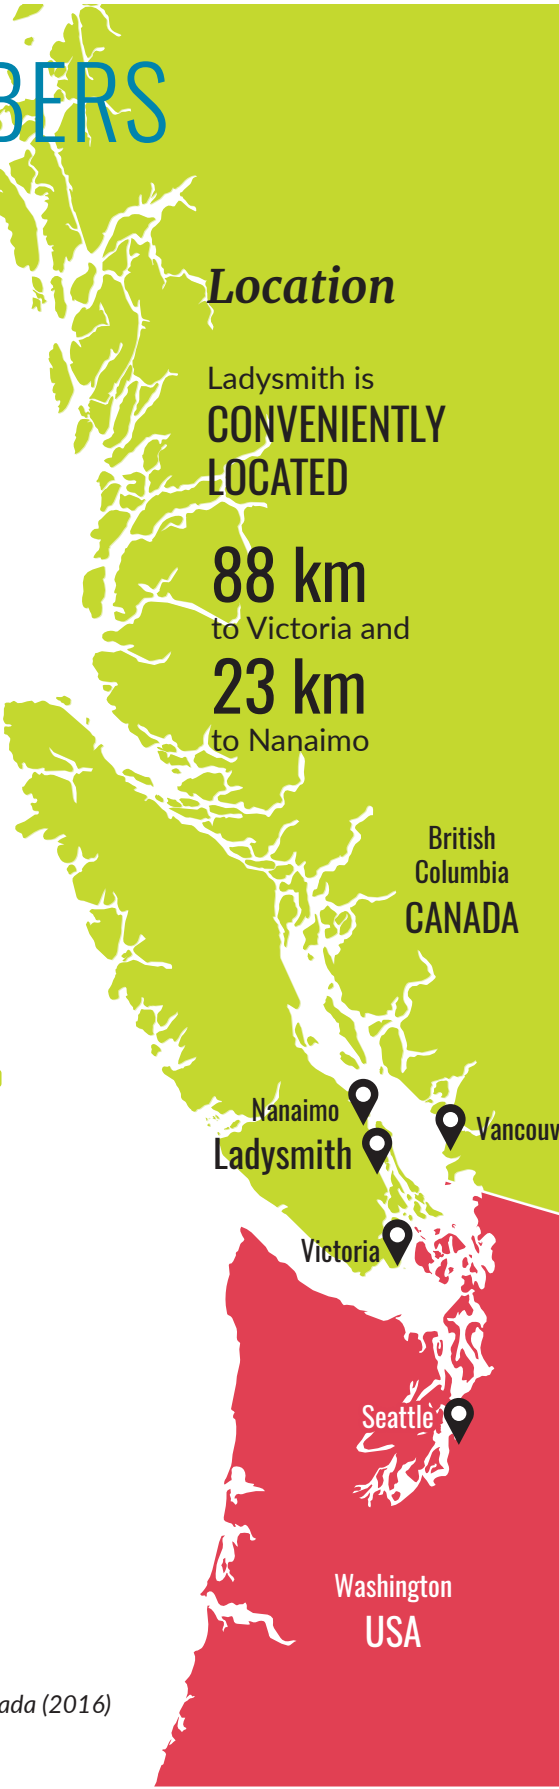 BERS
Location
Ladysmith is
CONVENIENTLY
LOCATED
88 km
to Victoria and
23 km
to Nanaimo
British
Columbia
CANADA
Nanaimo
Vancouv
Ladysmith
Victoria
Seattle
Washington
USA
ada (2016)